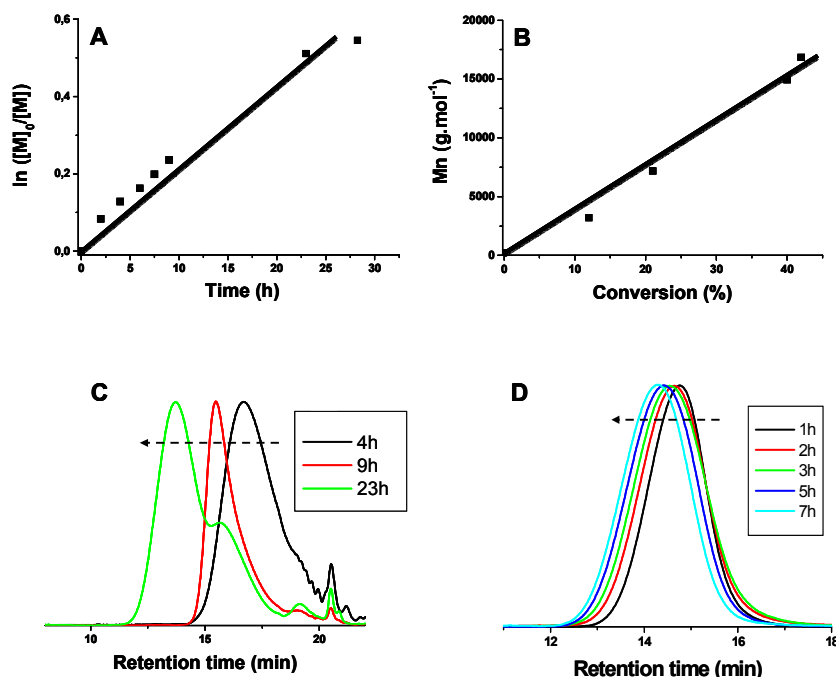 A
ln ([M]₀/[M])
0,6
0,4
0,2
0,0
0 5 10 15 20 25 30
Time (h)
B
Mn (g.mol⁻¹)
20000
15000
10000
5000
0
0 10 20 30 40
Conversion (%)
C
4h
9h
23h
10 15 20
Retention time (min)
D
1h
2h
3h
5h
7h
12 14 16 18
Retention time (min)